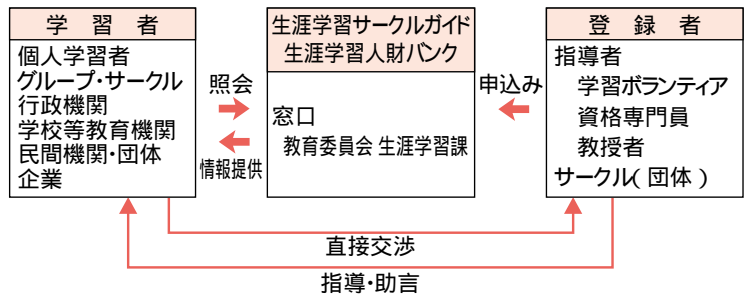 学習者
個人学習者
グループ・サークル
行政機関
学校等教育機関
民間機関・団体
企業
照会
情報提供
生涯学習サークルガイド
生涯学習人財バンク
窓口
教育委員会 生涯学習課
申込み
登録者
指導者
学習ボランティア
資格専門員
教授者
サークル(団体)
直接交渉
指導・助言